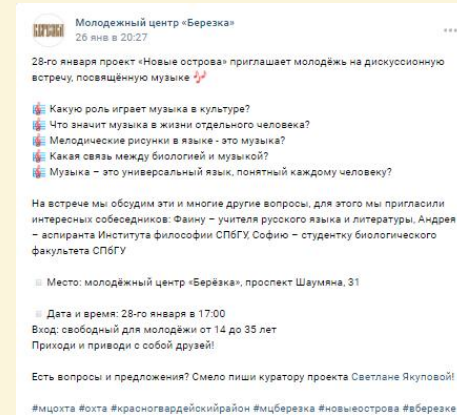 БЕРЕЗКА
Молодежный центр «Березка»
26 янв в 20:27
28-го января проект «Новые острова» приглашает молодёжь на дискуссионную
встречу, посвящённую музыке 🎶
🎼 Какую роль играет музыка в культуре?
🎼 Что значит музыка в жизни отдельного человека?
🎼 Мелодические рисунки в языке - это музыка?
🎼 Какая связь между биологией и музыкой?
🎼 Музыка – это универсальный язык, понятный каждому человеку?
На встрече мы обсудим эти и многие другие вопросы, для этого мы пригласили
интересных собеседников: Фаину – учителя русского языка и литературы, Андрея
– аспиранта Института философии СПбГУ, Софию – студентку биологического
факультета СПбГУ
Место: молодёжный центр «Берёзка», проспект Шаумяна, 31
Дата и время: 28-го января в 17:00
Вход: свободный для молодёжи от 14 до 35 лет
Приходи и приводи с собой друзей!
Есть вопросы и предложения? Смело пиши куратору проекта Светлане Якуповой!
#мцохта #охта #красногвардейскийрайон #мцберезка #новыеострова #вберезке